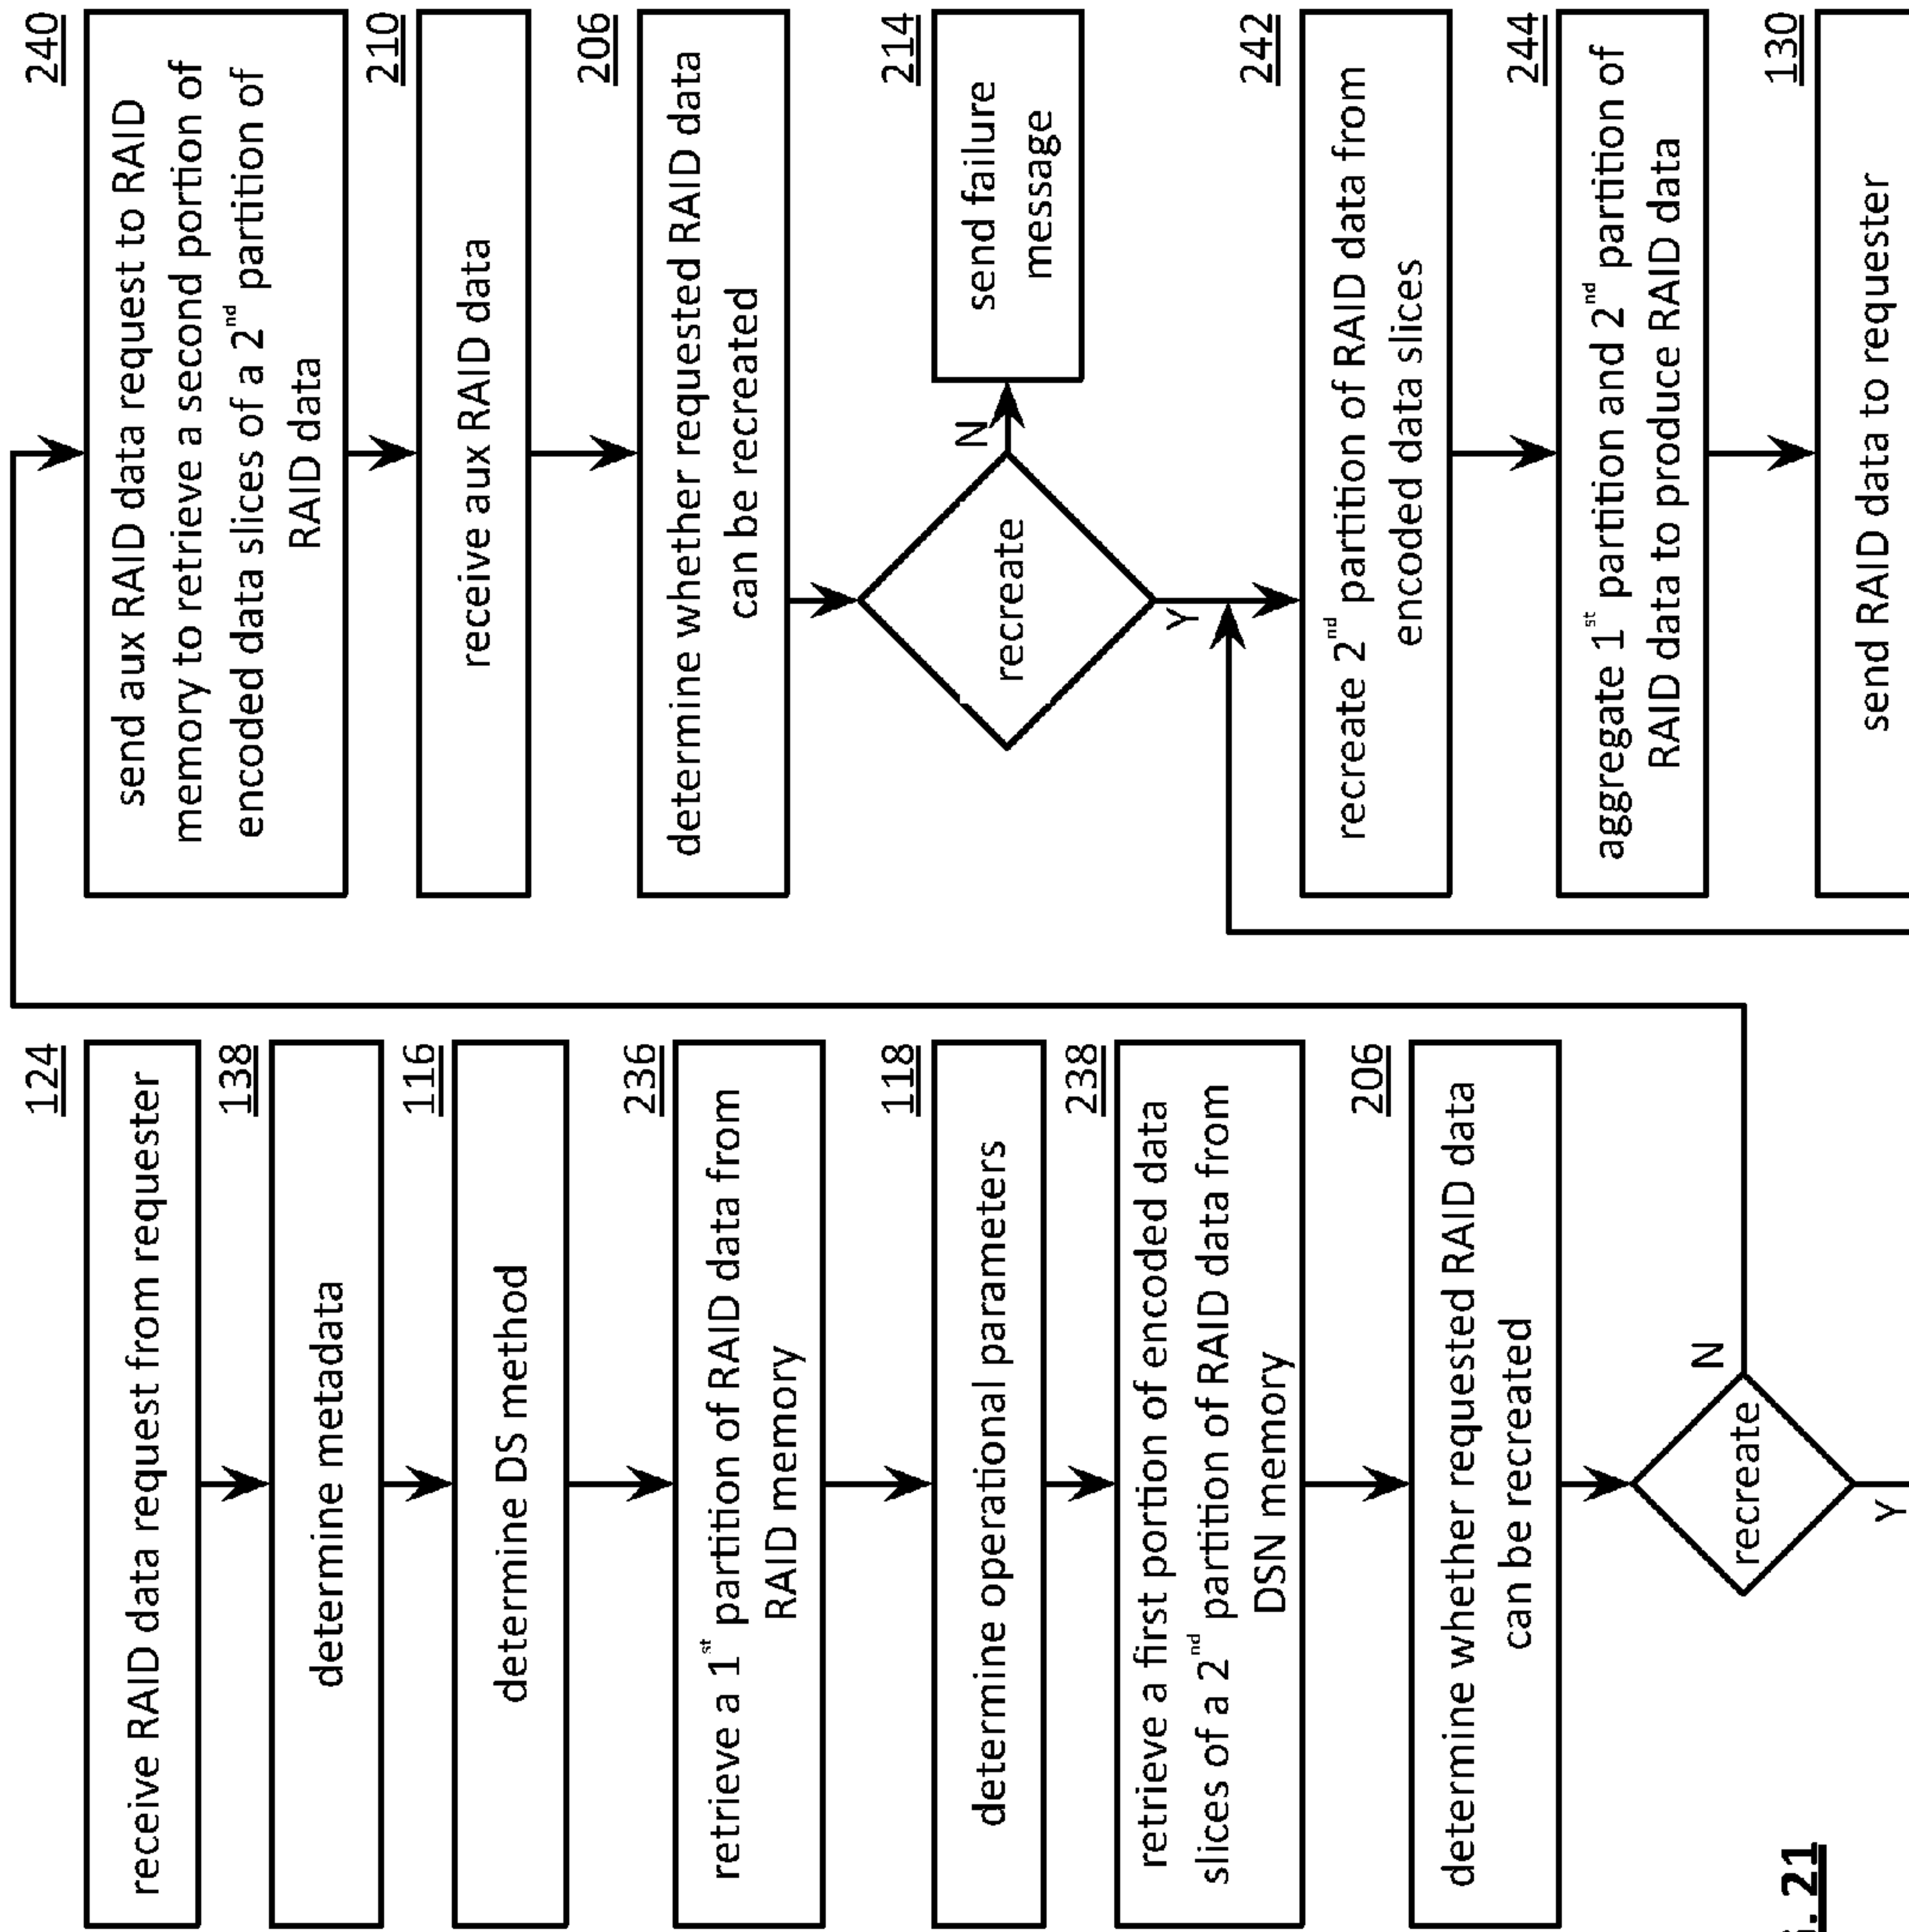 124
receive RAID data request from requester
138
determine metadata
116
determine DS method
236
retrieve a 1st partition of RAID data from
RAID memory
118
determine operational parameters
238
retrieve a first portion of encoded data
slices of a 2nd partition of RAID data from
DSN memory
206
determine whether requested RAID data
can be recreated
recreate
N
Y
240
send aux RAID data request to RAID
memory to retrieve a second portion of
encoded data slices of a 2nd partition of
RAID data
210
receive aux RAID data
206
determine whether requested RAID data
can be recreated
recreate
N
214
send failure
message
Y
242
recreate 2nd partition of RAID data from
encoded data slices
244
aggregate 1st partition and 2nd partition of
RAID data to produce RAID data
130
send RAID data to requester
. 21